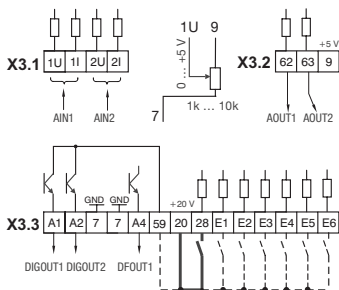 1U 9
+5 V
X3.1 1U 1I 2U 2I
0 ... +5 V
X3.2 62 63 9
AIN1 AIN2
7
1k ... 10k
AOUT1 AOUT2
GND GND
+20 V
X3.3 A1 A2 7 7 A4 59 20 28 E1 E2 E3 E4 E5 E6
DIGOUT1 DIGOUT2 DFOUT1